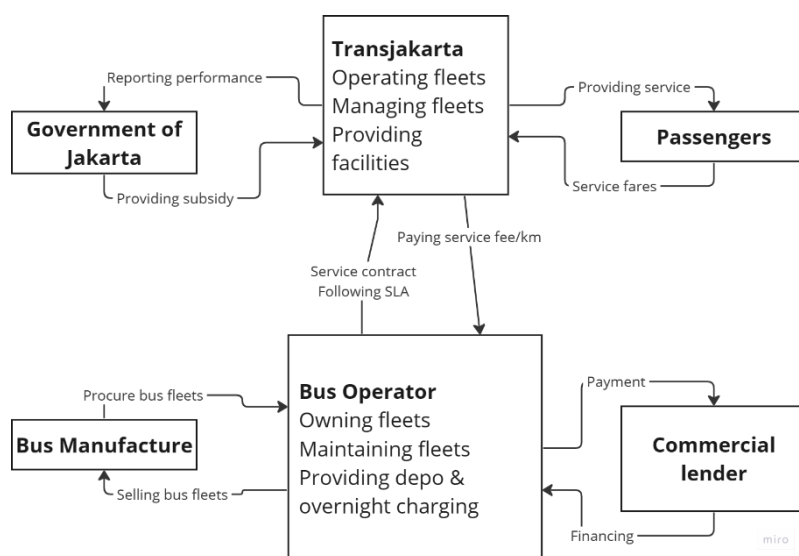 Transjakarta
Operating fleets
Managing fleets
Providing
facilities
Reporting performance
Providing service
Government of
Jakarta
Passengers
Providing subsidy
Service fares
Paying service fee/km
Service contract
Following SLA
Bus Operator
Owning fleets
Maintaining fleets
Providing depo &
overnight charging
Procure bus fleets
Payment
Bus Manufacture
Commercial
lender
Selling bus fleets
Financing
miro